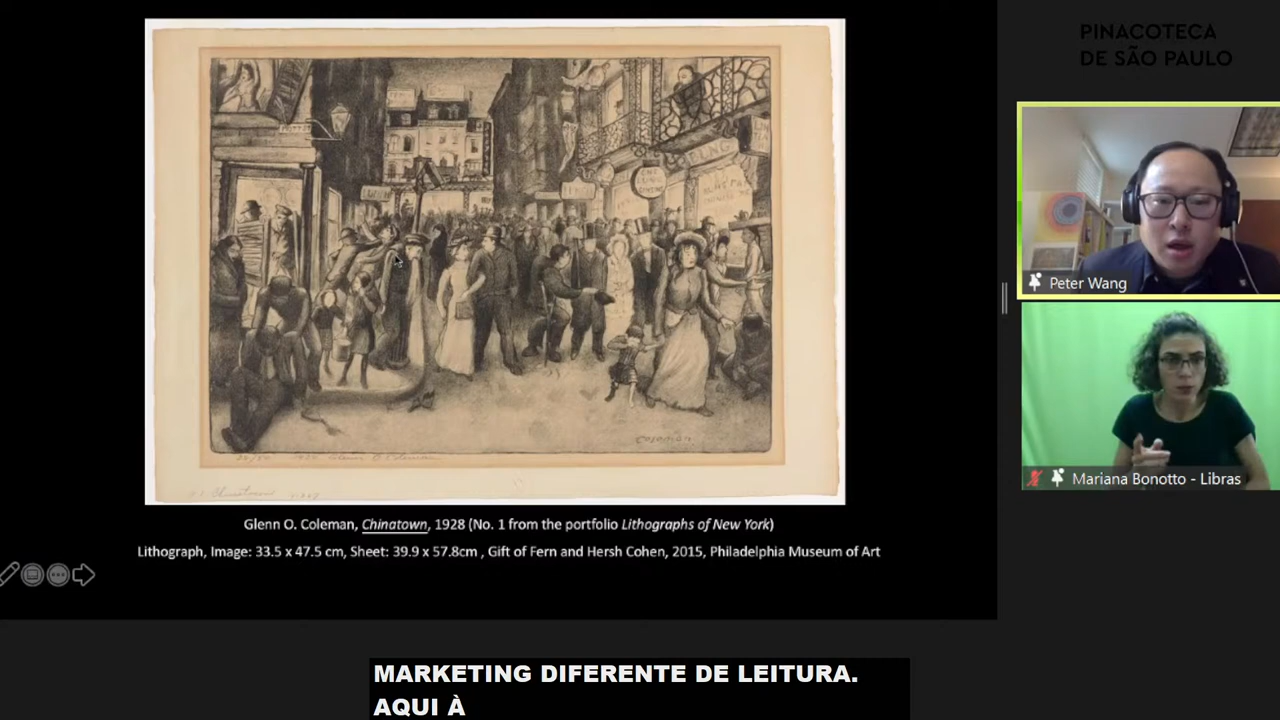 PINACOTECA
DE SÃO PAULO
Peter Wang
Mariana Bonotto - Libras
Coleman
Glenn O. Coleman, Chinatown, 1928 (No. 1 from the portfolio Lithographs of New York)
Lithograph, Image: 33.5 x 47.5 cm, Sheet: 39.9 x 57.8cm , Gift of Fern and Hersh Cohen, 2015, Philadelphia Museum of Art
MARKETING DIFERENTE DE LEITURA.
AQUI À